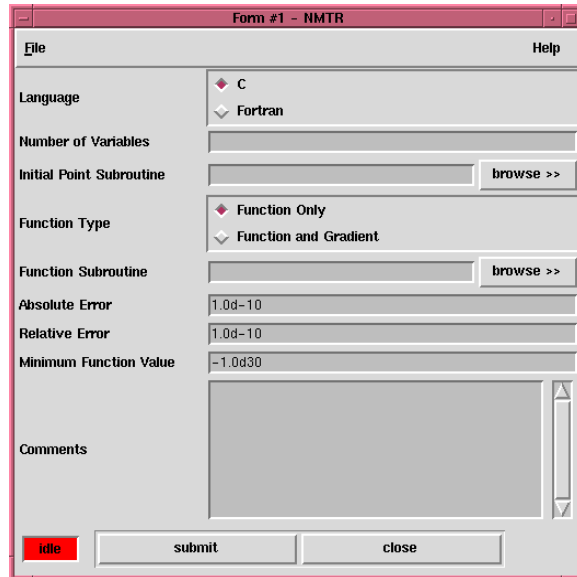 Form #1 - NMTR
File Help
Language
C
Fortran
Number of Variables
Initial Point Subroutine browse >>
Function Type
Function Only
Function and Gradient
Function Subroutine browse >>
Absolute Error 1.0d-10
Relative Error 1.0d-10
Minimum Function Value -1.0d30
Comments
idle submit close